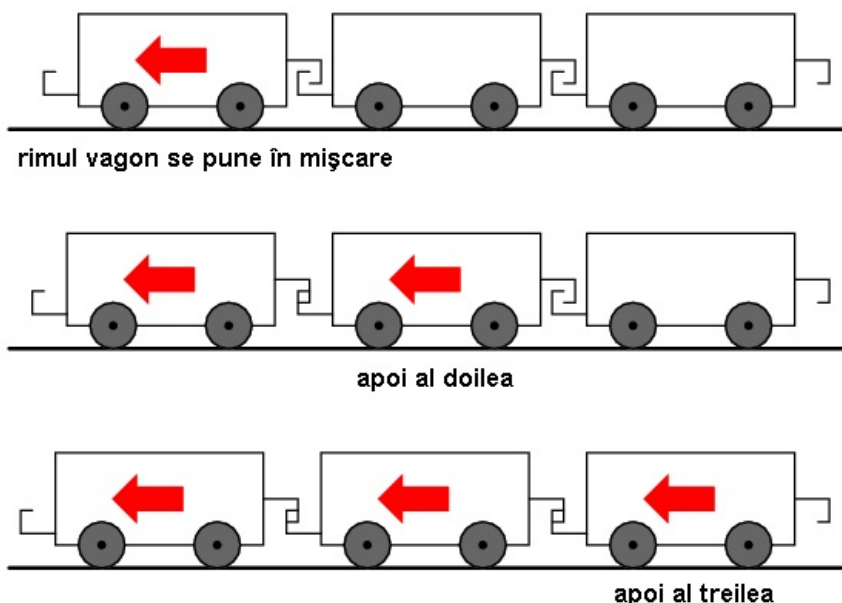 rimul vagon se pune în mişcare
apoi al doilea
apoi al treilea